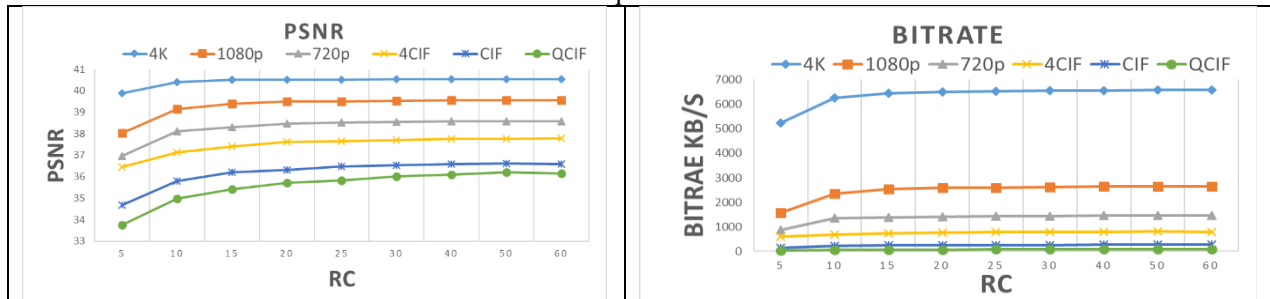 PSNR
4K 1080p 720p 4CIF CIF QCIF
41
40
39
38
37
36
35
34
33
PSNR
5 10 15 20 25 30 40 50 60
RC
BITRATE
4K 1080p 720p 4CIF CIF QCIF
7000
6000
5000
4000
3000
2000
1000
0
BITRAE KB/S
5 10 15 20 25 30 40 50 60
RC